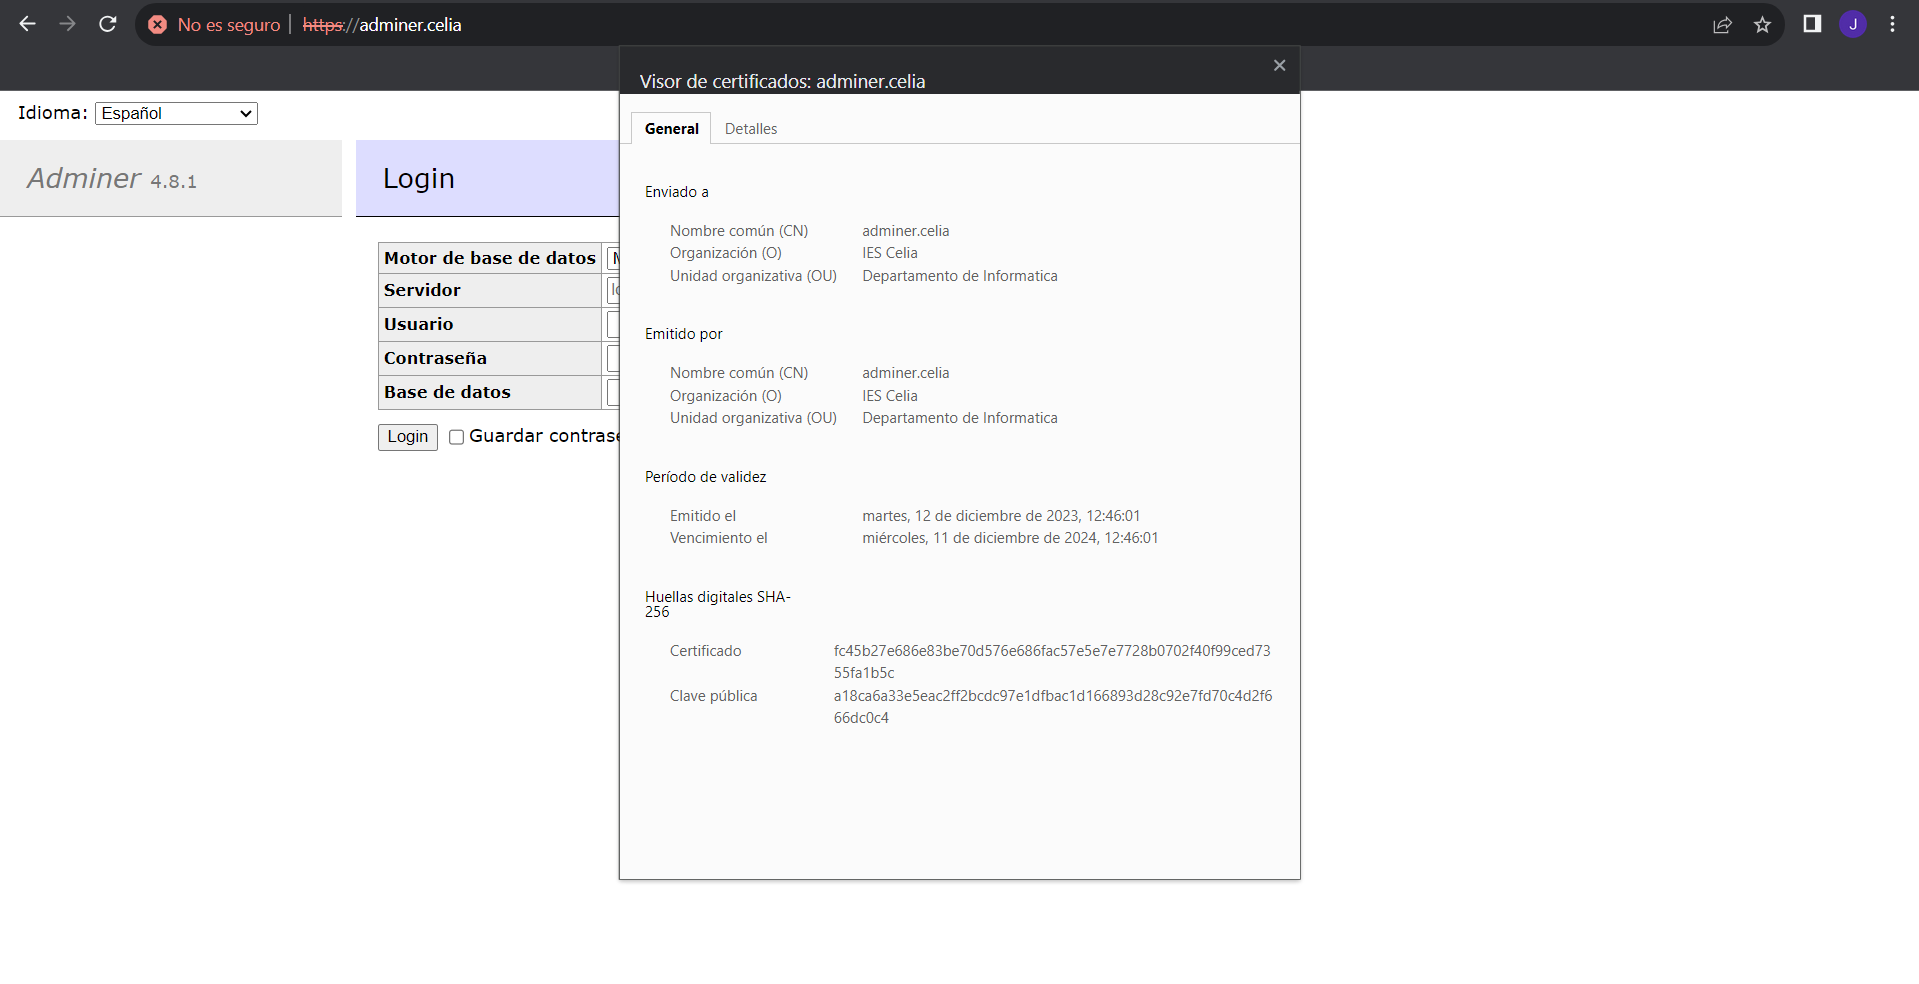 No es seguro https://adminer.celia J
Visor de certificados: adminer.celia
Idioma: Español
Adminer 4.8.1
Login
Motor de base de datos
Servidor
Usuario
Contraseña
Base de datos
Login Guardar contrase
General Detalles
Enviado a
Nombre común (CN) adminer.celia
Organización (O) IES Celia
Unidad organizativa (OU) Departamento de Informatica
Emitido por
Nombre común (CN) adminer.celia
Organización (O) IES Celia
Unidad organizativa (OU) Departamento de Informatica
Período de validez
Emitido el martes, 12 de diciembre de 2023, 12:46:01
Vencimiento el miércoles, 11 de diciembre de 2024, 12:46:01
Huellas digitales SHA-
256
Certificado fc45b27e686e83be70d576e686fac57e5e7e7728b0702f40f99ced73
55fa1b5c
Clave pública a18ca6a33e5eac2ff2bcdc97e1dfbac1d166893d28c92e7fd70c4d2f6
66dc0c4